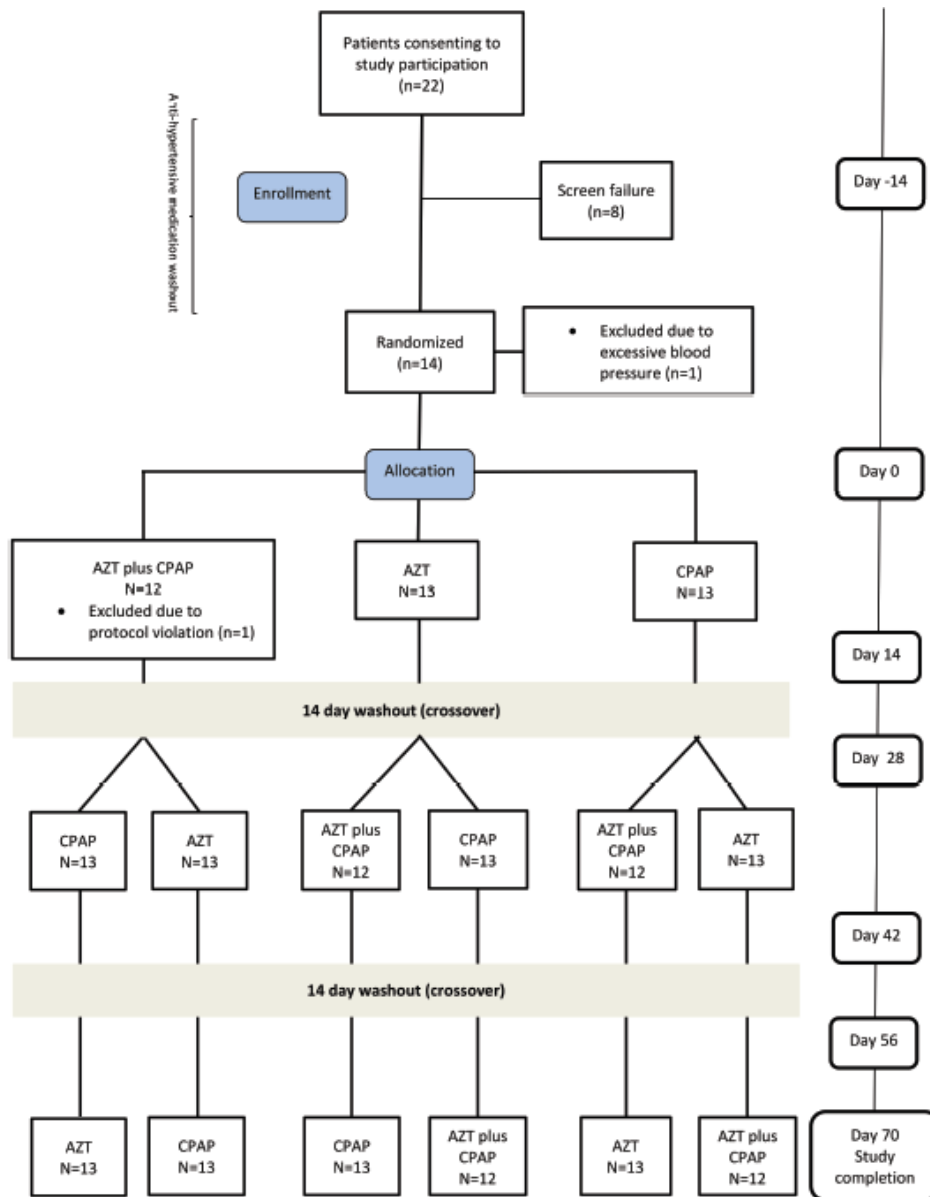 Patients consenting to
study participation
(n=22)
Anti-hypertensive medication washout
Enrollment
Screen failure
(n=8)
Day -14
Randomized
(n=14)
• Excluded due to
excessive blood
pressure (n=1)
Allocation
Day 0
AZT plus CPAP
N=12
• Excluded due to
protocol violation (n=1)
AZT
N=13
CPAP
N=13
Day 14
14 day washout (crossover)
Day 28
CPAP
N=13
AZT
N=13
AZT plus
CPAP
N=12
CPAP
N=13
AZT plus
CPAP
N=12
AZT
N=13
Day 42
14 day washout (crossover)
Day 56
AZT
N=13
CPAP
N=13
CPAP
N=13
AZT plus
CPAP
N=12
AZT
N=13
AZT plus
CPAP
N=12
Day 70
Study
completion